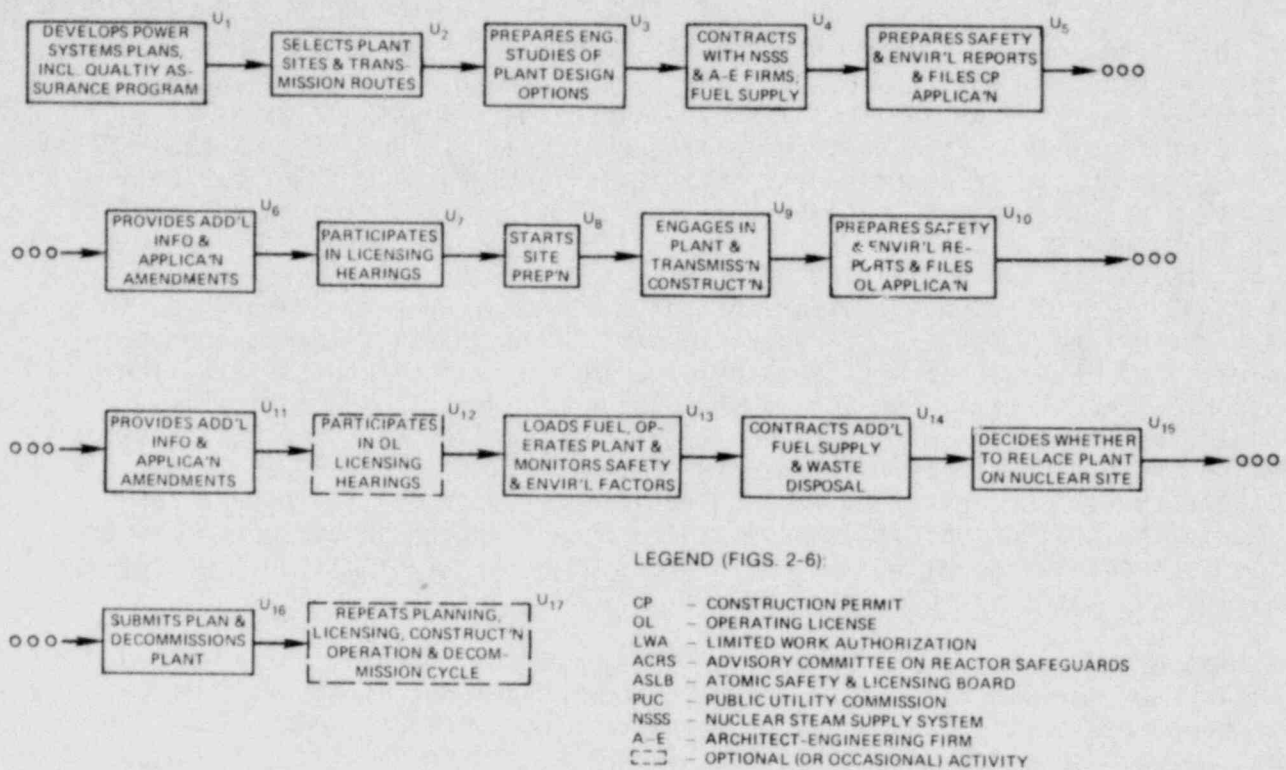 DEVELOPS POWER
SYSTEMS PLANS,
INCL. QUALTIY AS-
SURANCE PROGRAM
U1
SELECTS PLANT
SITES & TRANS-
MISSION ROUTES
U2
PREPARES ENG.
STUDIES OF
PLANT DESIGN
OPTIONS
U3
CONTRACTS
WITH NSSS
& A-E FIRMS,
FUEL SUPPLY
U4
PREPARES SAFETY
& ENVIR'L REPORTS
& FILES CP
APPLICA'N
U5
PROVIDES ADD'L
INFO &
APPLICA'N
AMENDMENTS
U6
PARTICIPATES
IN LICENSING
HEARINGS
U7
STARTS
SITE
PREP'N
U8
ENGAGES IN
PLANT &
TRANSMISS'N
CONSTRUCT'N
U9
PREPARES SAFETY
& ENVIR'L RE-
PORTS & FILES
OL APPLICA'N
U10
PROVIDES ADD'L
INFO &
APPLICA'N
AMENDMENTS
U11
PARTICIPATES
IN OL
LICENSING
HEARINGS
U12
LOADS FUEL, OP-
ERATES PLANT &
MONITORS SAFETY
& ENVIR'L FACTORS
U13
CONTRACTS ADD'L
FUEL SUPPLY
& WASTE
DISPOSAL
U14
DECIDES WHETHER
TO RELACE PLANT
ON NUCLEAR SITE
U15
SUBMITS PLAN &
DECOMMISSIONS
PLANT
U16
REPEATS PLANNING,
LICENSING, CONSTRUCT'N
OPERATION & DECOM-
MISSION CYCLE
U17
LEGEND (FIGS. 2-6):
CP – CONSTRUCTION PERMIT
OL – OPERATING LICENSE
LWA – LIMITED WORK AUTHORIZATION
ACRS – ADVISORY COMMITTEE ON REACTOR SAFEGUARDS
ASLB – ATOMIC SAFETY & LICENSING BOARD
PUC – PUBLIC UTILITY COMMISSION
NSSS – NUCLEAR STEAM SUPPLY SYSTEM
A-E – ARCHITECT-ENGINEERING FIRM
– OPTIONAL (OR OCCASIONAL) ACTIVITY